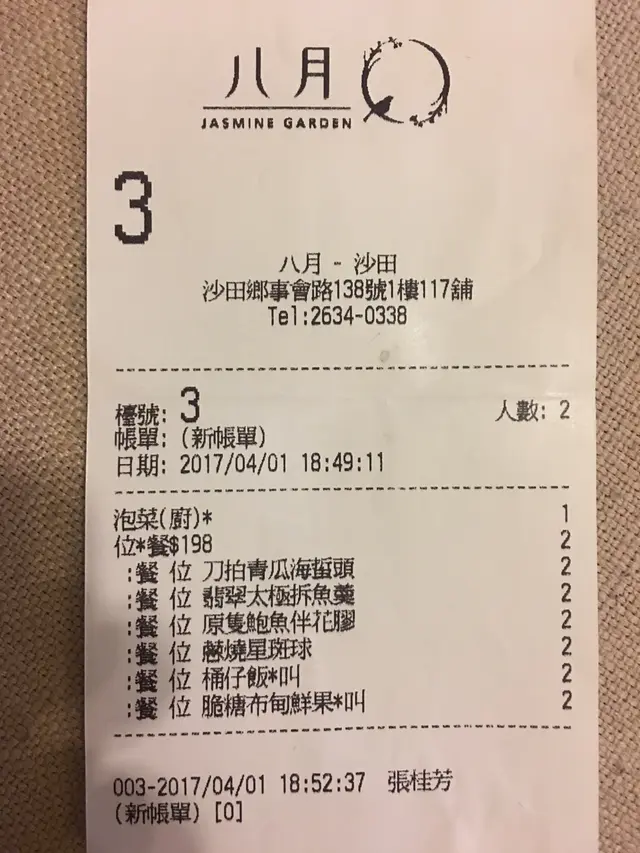 八月
JASMINE GARDEN
3
八月 - 沙田
沙田鄉事會路138號1樓117舖
Tel:2634-0338
檯號: 3 人數: 2
帳單: (新帳單)
日期: 2017/04/01 18:49:11
泡菜(廚)* 1
位*餐$198 2
:餐 位 刀拍青瓜海蜇頭 2
:餐 位 翡翠太極拆魚羹 2
:餐 位 原隻鮑魚伴花膠 2
:餐 位 蔥燒星斑球 2
:餐 位 桶仔飯*叫 2
:餐 位 脆糖布甸鮮果*叫 2
003-2017/04/01 18:52:37 張桂芳
(新帳單) [0]